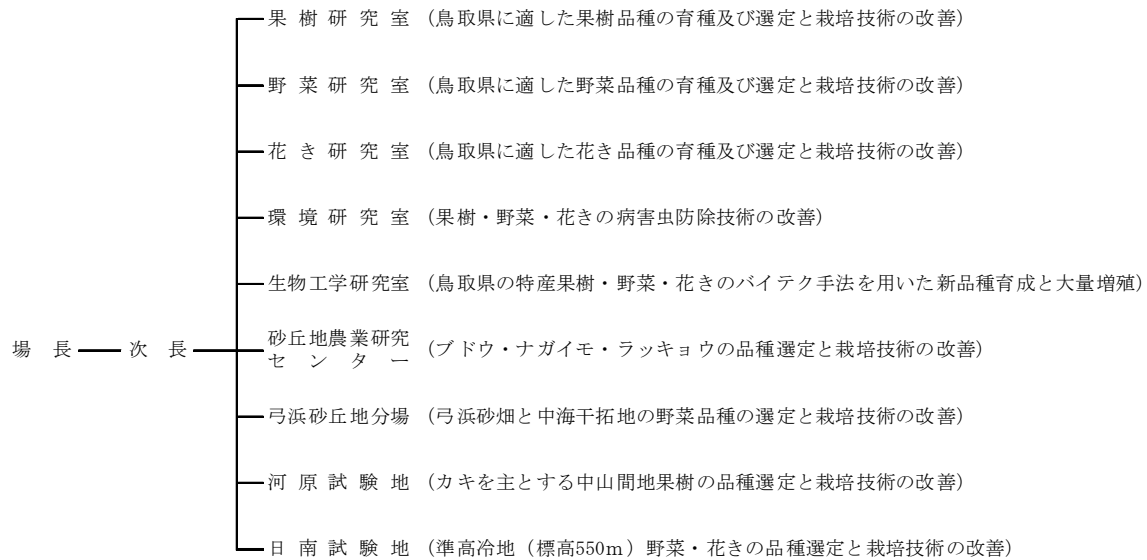 果樹研究室 (鳥取県に適した果樹品種の育種及び選定と栽培技術の改善)
野菜研究室 (鳥取県に適した野菜品種の育種及び選定と栽培技術の改善)
花き研究室 (鳥取県に適した花き品種の育種及び選定と栽培技術の改善)
環境研究室 (果樹・野菜・花きの病害虫防除技術の改善)
生物工学研究室 (鳥取県の特産果樹・野菜・花きのバイテク手法を用いた新品種育成と大量増殖)
場長 次長
砂丘地農業研究
センター (ブドウ・ナガイモ・ラッキョウの品種選定と栽培技術の改善)
弓浜砂丘地分場 (弓浜砂畑と中海干拓地の野菜品種の選定と栽培技術の改善)
河原試験地 (カキを主とする中山間地果樹の品種選定と栽培技術の改善)
日南試験地 (準高冷地(標高550m)野菜・花きの品種選定と栽培技術の改善)